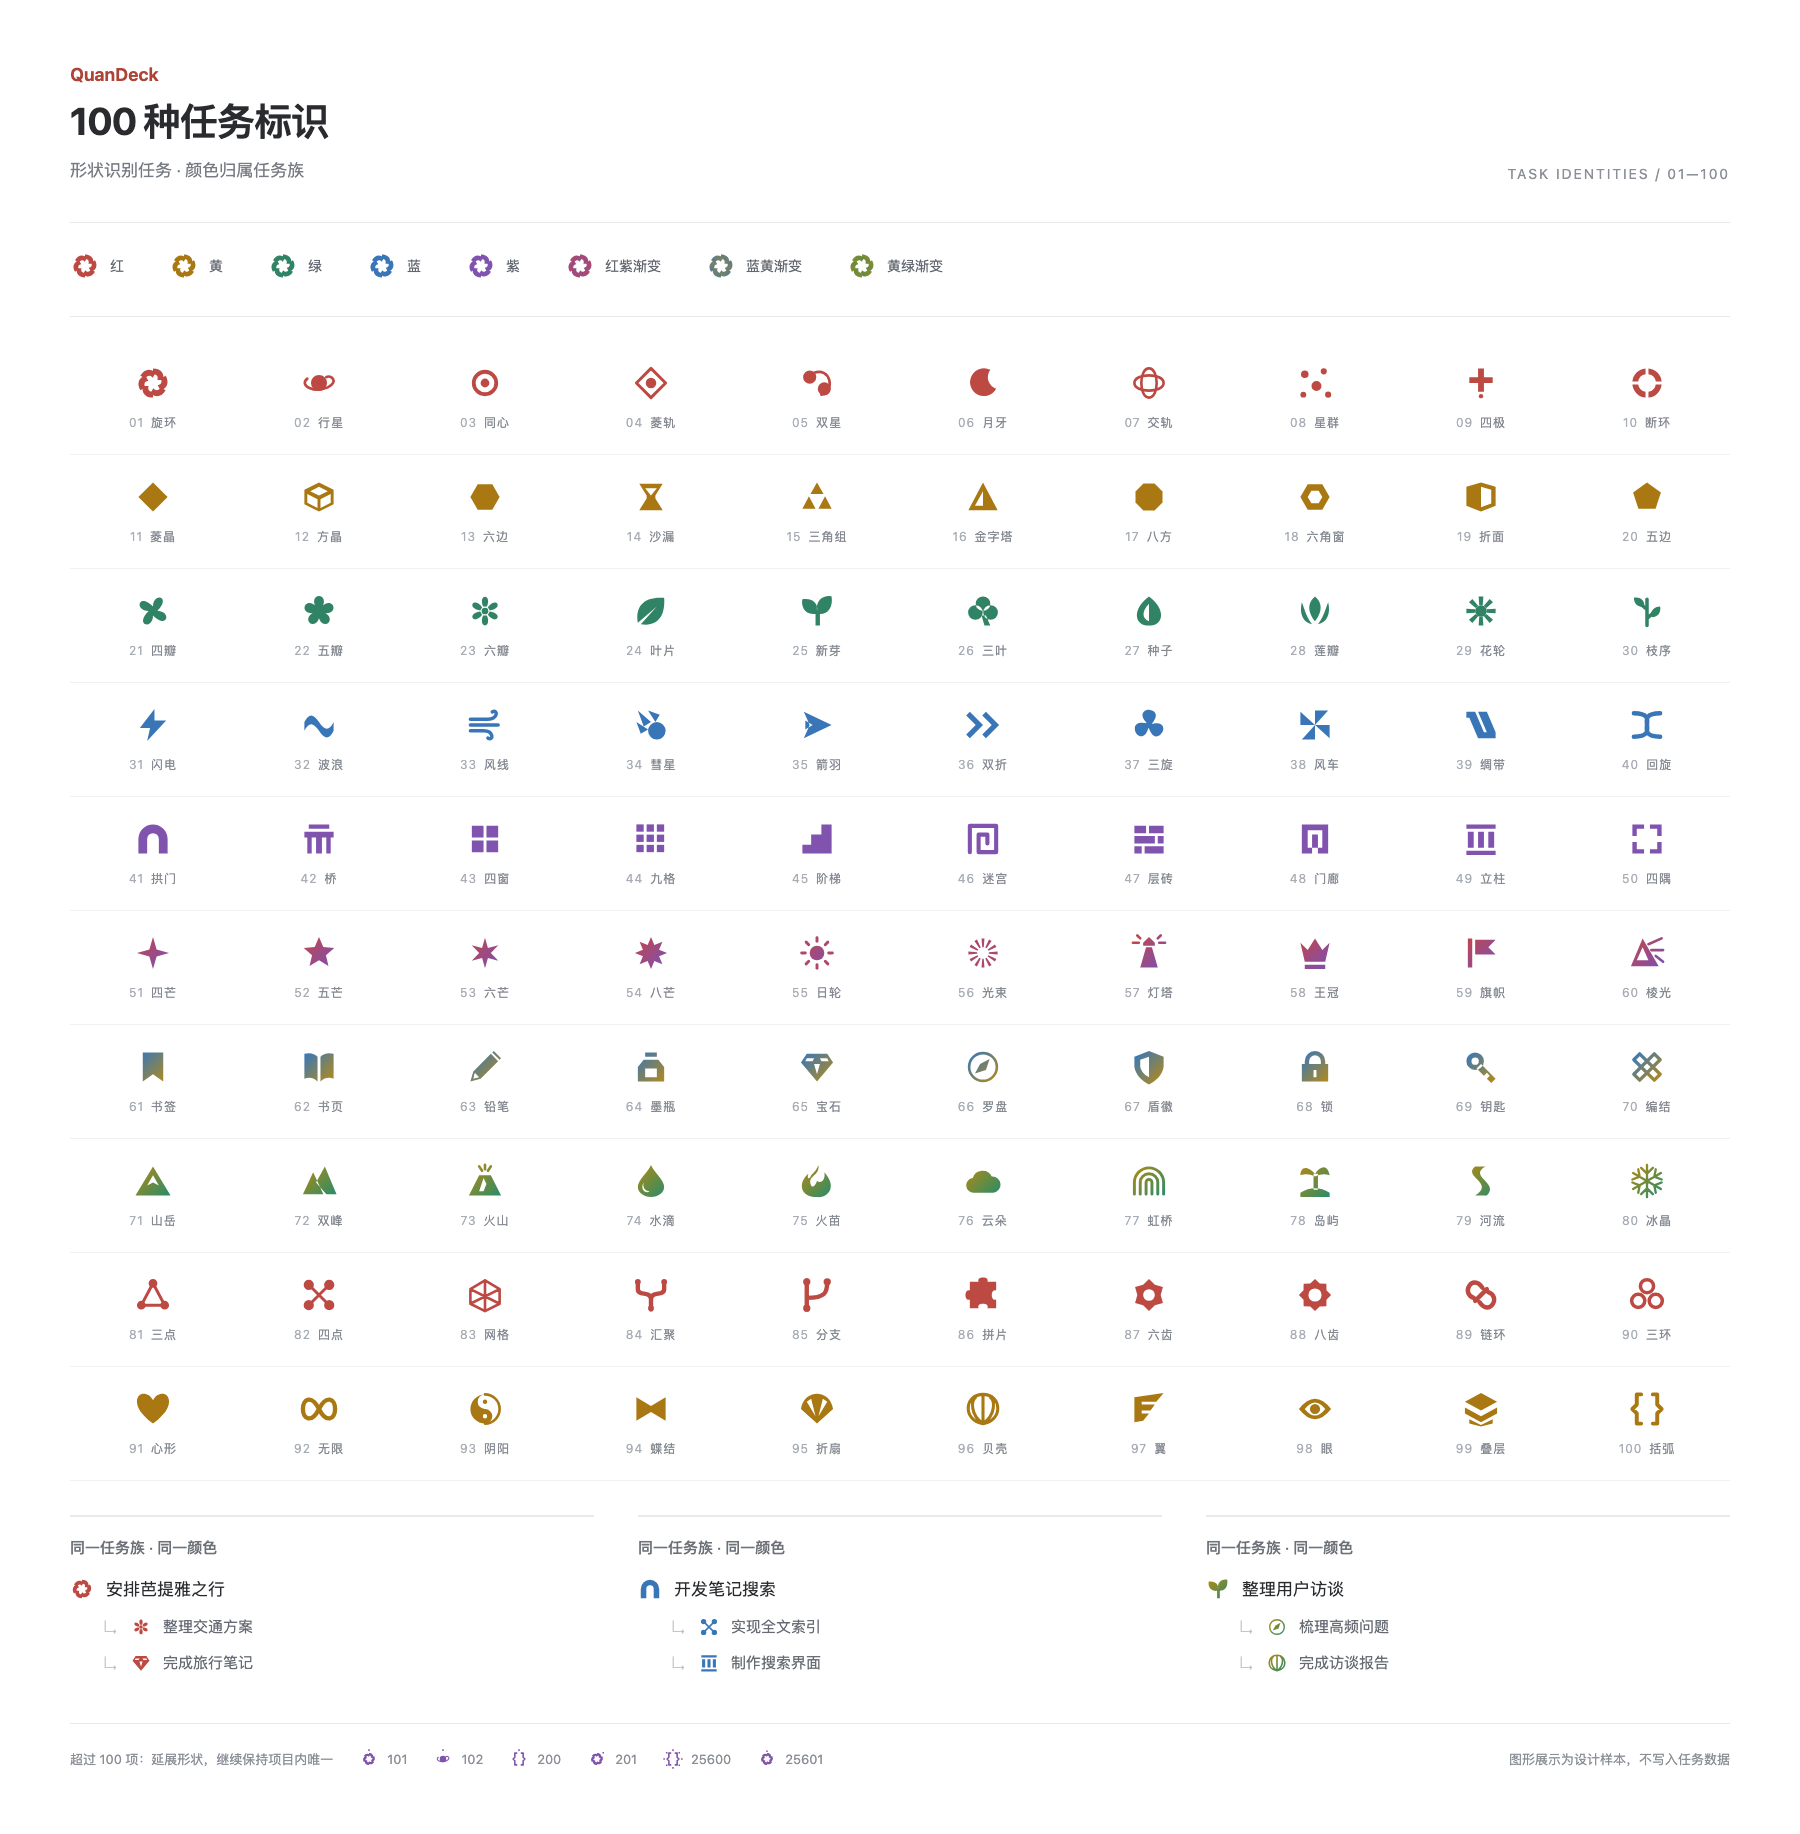 QuanDeck
100 种任务标识
形状识别任务 · 颜色归属任务族
TASK IDENTITIES / 01—100
红 黄 绿 蓝 紫 红紫渐变 蓝黄渐变 黄绿渐变
01 旋环 02 行星 03 同心 04 菱轨 05 双星 06 月牙 07 交轨 08 星群 09 四极 10 断环
11 菱晶 12 方晶 13 六边 14 沙漏 15 三角组 16 金字塔 17 八方 18 六角窗 19 折面 20 五边
21 四瓣 22 五瓣 23 六瓣 24 叶片 25 新芽 26 三叶 27 种子 28 莲瓣 29 花轮 30 枝序
31 闪电 32 波浪 33 风线 34 彗星 35 箭羽 36 双折 37 三旋 38 风车 39 绸带 40 回旋
41 拱门 42 桥 43 四窗 44 九格 45 阶梯 46 迷宫 47 层砖 48 门廊 49 立柱 50 四隅
51 四芒 52 五芒 53 六芒 54 八芒 55 日轮 56 光束 57 灯塔 58 王冠 59 旗帜 60 棱光
61 书签 62 书页 63 铅笔 64 墨瓶 65 宝石 66 罗盘 67 盾徽 68 锁 69 钥匙 70 编结
71 山岳 72 双峰 73 火山 74 水滴 75 火苗 76 云朵 77 虹桥 78 岛屿 79 河流 80 冰晶
81 三点 82 四点 83 网格 84 汇聚 85 分支 86 拼片 87 六齿 88 八齿 89 链环 90 三环
91 心形 92 无限 93 阴阳 94 蝶结 95 折扇 96 贝壳 97 翼 98 眼 99 叠层 100 括弧
同一任务族 · 同一颜色
安排芭提雅之行
整理交通方案
完成旅行笔记
同一任务族 · 同一颜色
开发笔记搜索
实现全文索引
制作搜索界面
同一任务族 · 同一颜色
整理用户访谈
梳理高频问题
完成访谈报告
超过 100 项：延展形状，继续保持项目内唯一 101 102 200 201 25600 25601
图形展示为设计样本，不写入任务数据